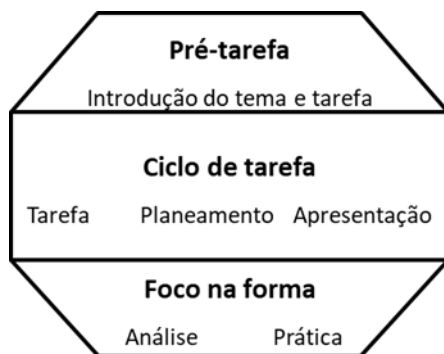 Pré-tarefa
Introdução do tema e tarefa
Ciclo de tarefa
Tarefa Planeamento Apresentação
Foco na forma
Análise Prática